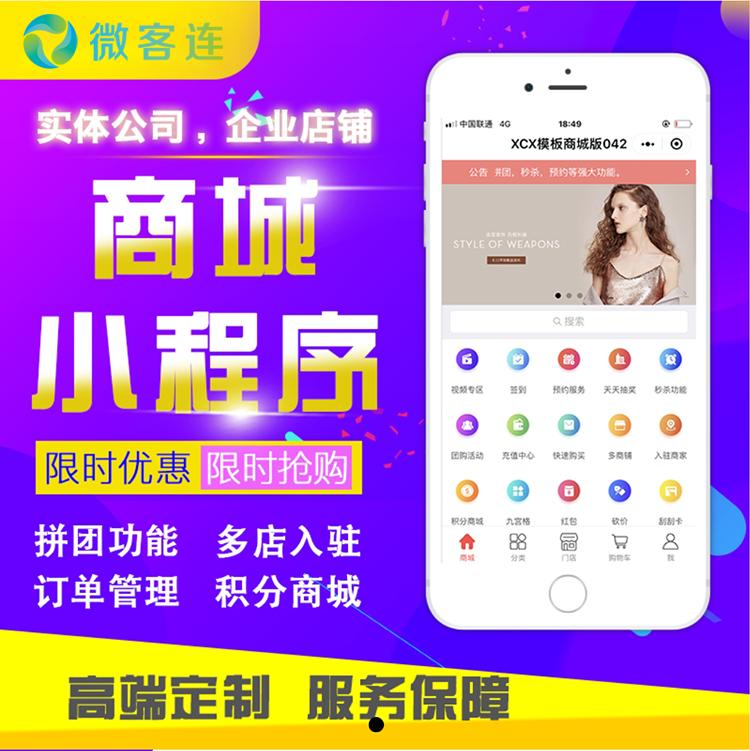 微客连
实体公司，企业店铺
商城
小程序
限时优惠 限时抢购
拼团功能 多店入驻
订单管理 积分商城
高端定制 服务保障
中国联通 4G 18:49
XCX模板商城版042
公告 拼团，秒杀，预约等强大功能。
STYLE OF WEAPONS
搜索
视频专区 签到 预约服务 天天抽奖 秒杀功能
团购活动 充值中心 快速购买 多商铺 入驻商家
积分商城 九宫格 红包 砍价 刮刮卡
商城 分类 门店 购物车 我